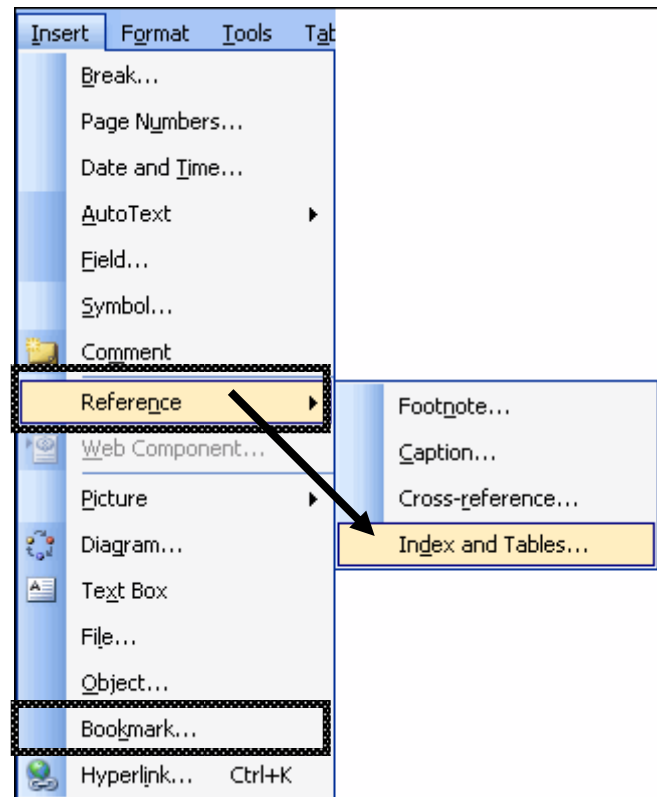 Insert Format Tools Tab
Break...
Page Numbers...
Date and Time...
AutoText
Field...
Symbol...
Comment
Reference
Footnote...
Web Component...
Caption...
Picture
Cross-reference...
Diagram...
Index and Tables...
Text Box
File...
Object...
Bookmark...
Hyperlink... Ctrl+K